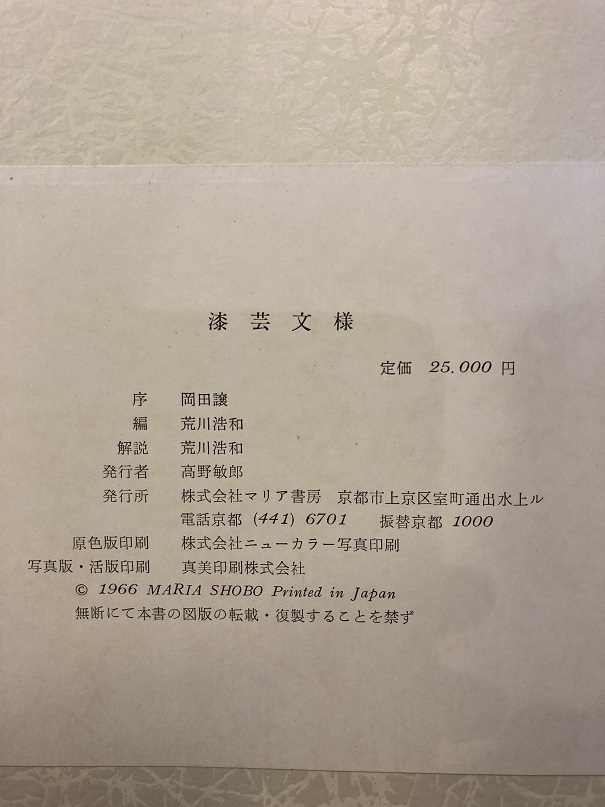 漆芸文様
定価 25.000 円
序 岡田譲
編 荒川浩和
解説 荒川浩和
発行者 高野敏郎
発行所 株式会社マリア書房 京都市上京区室町通出水上ル
電話京都 (441) 6701 振替京都 1000
原色版印刷 株式会社ニューカラー写真印刷
写真版・活版印刷 真美印刷株式会社
© 1966 MARIA SHOBO Printed in Japan
無断にて本書の図版の転載・復製することを禁ず